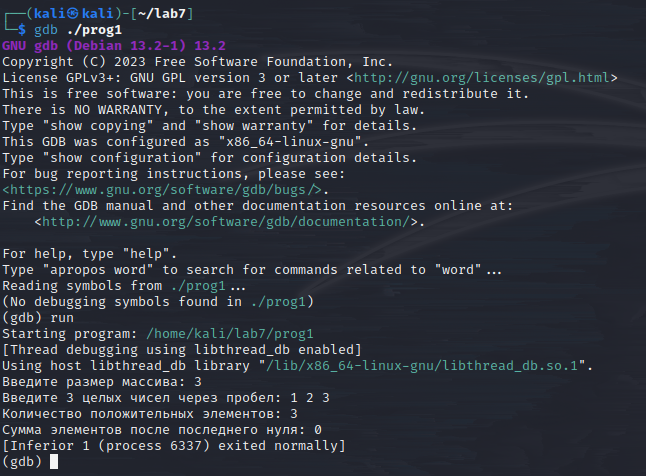 ┌──(kali㉿kali)-[~/lab7]
└─$ gdb ./prog1
GNU gdb (Debian 13.2-1) 13.2
Copyright (C) 2023 Free Software Foundation, Inc.
License GPLv3+: GNU GPL version 3 or later <http://gnu.org/licenses/gpl.html>
This is free software: you are free to change and redistribute it.
There is NO WARRANTY, to the extent permitted by law.
Type "show copying" and "show warranty" for details.
This GDB was configured as "x86_64-linux-gnu".
Type "show configuration" for configuration details.
For bug reporting instructions, please see:
<https://www.gnu.org/software/gdb/bugs/>.
Find the GDB manual and other documentation resources online at:
    <http://www.gnu.org/software/gdb/documentation/>.

For help, type "help".
Type "apropos word" to search for commands related to "word"...
Reading symbols from ./prog1...
(No debugging symbols found in ./prog1)
(gdb) run
Starting program: /home/kali/lab7/prog1
[Thread debugging using libthread_db enabled]
Using host libthread_db library "/lib/x86_64-linux-gnu/libthread_db.so.1".
Введите размер массива: 3
Введите 3 целых чисел через пробел: 1 2 3
Количество положительных элементов: 3
Сумма элементов после последнего нуля: 0
[Inferior 1 (process 6337) exited normally]
(gdb)